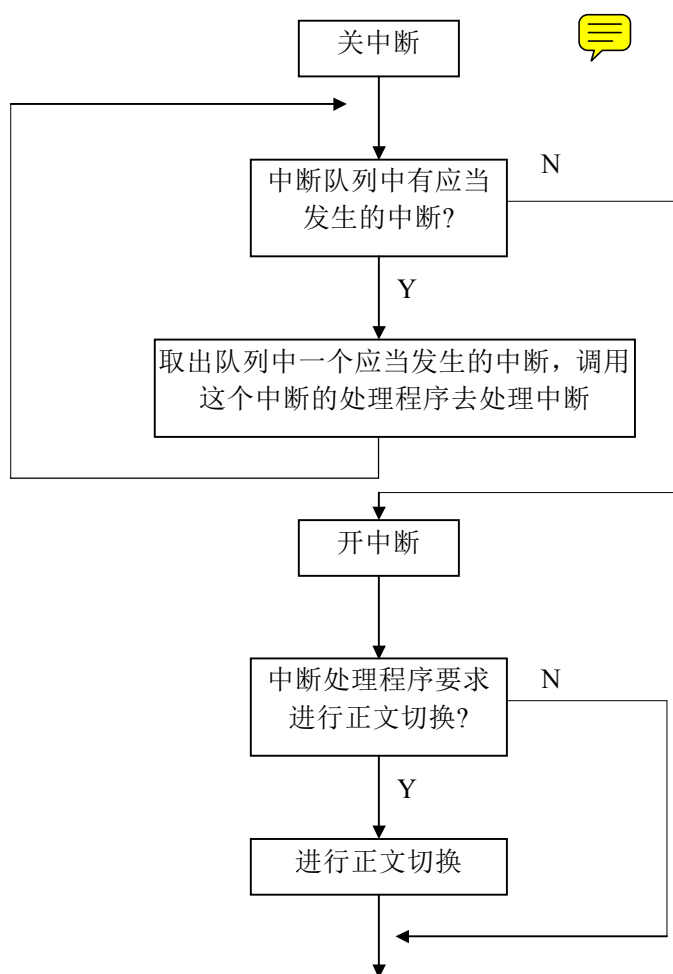 关中断
中断队列中有应当
发生的中断?
N
Y
取出队列中一个应当发生的中断，调用
这个中断的处理程序去处理中断
开中断
中断处理程序要求
进行正文切换?
N
Y
进行正文切换